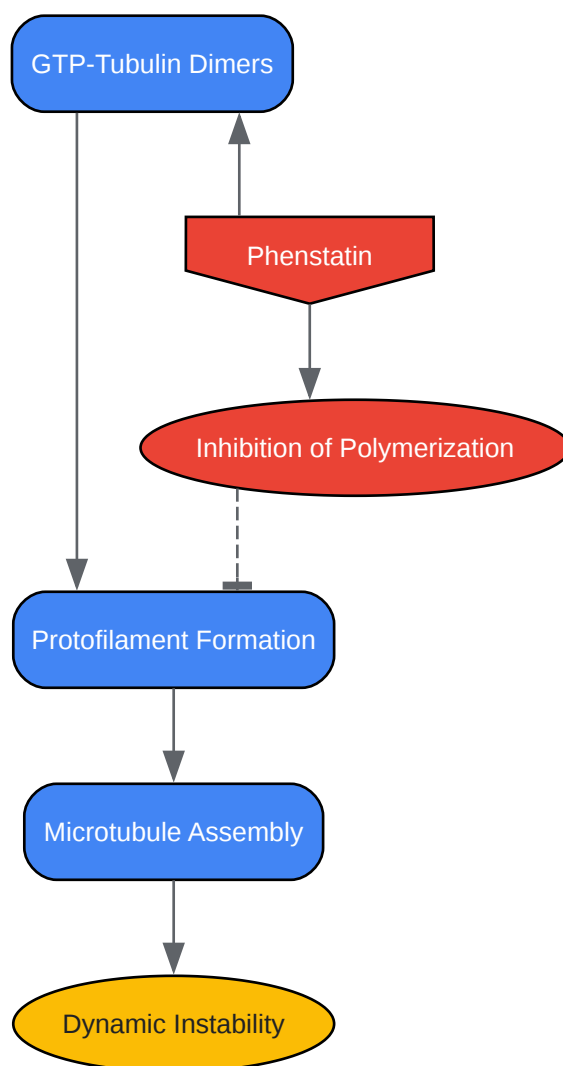 GTP-Tubulin Dimers
Phenstatin
Inhibition of Polymerization
Protofilament Formation
Microtubule Assembly
Dynamic Instability